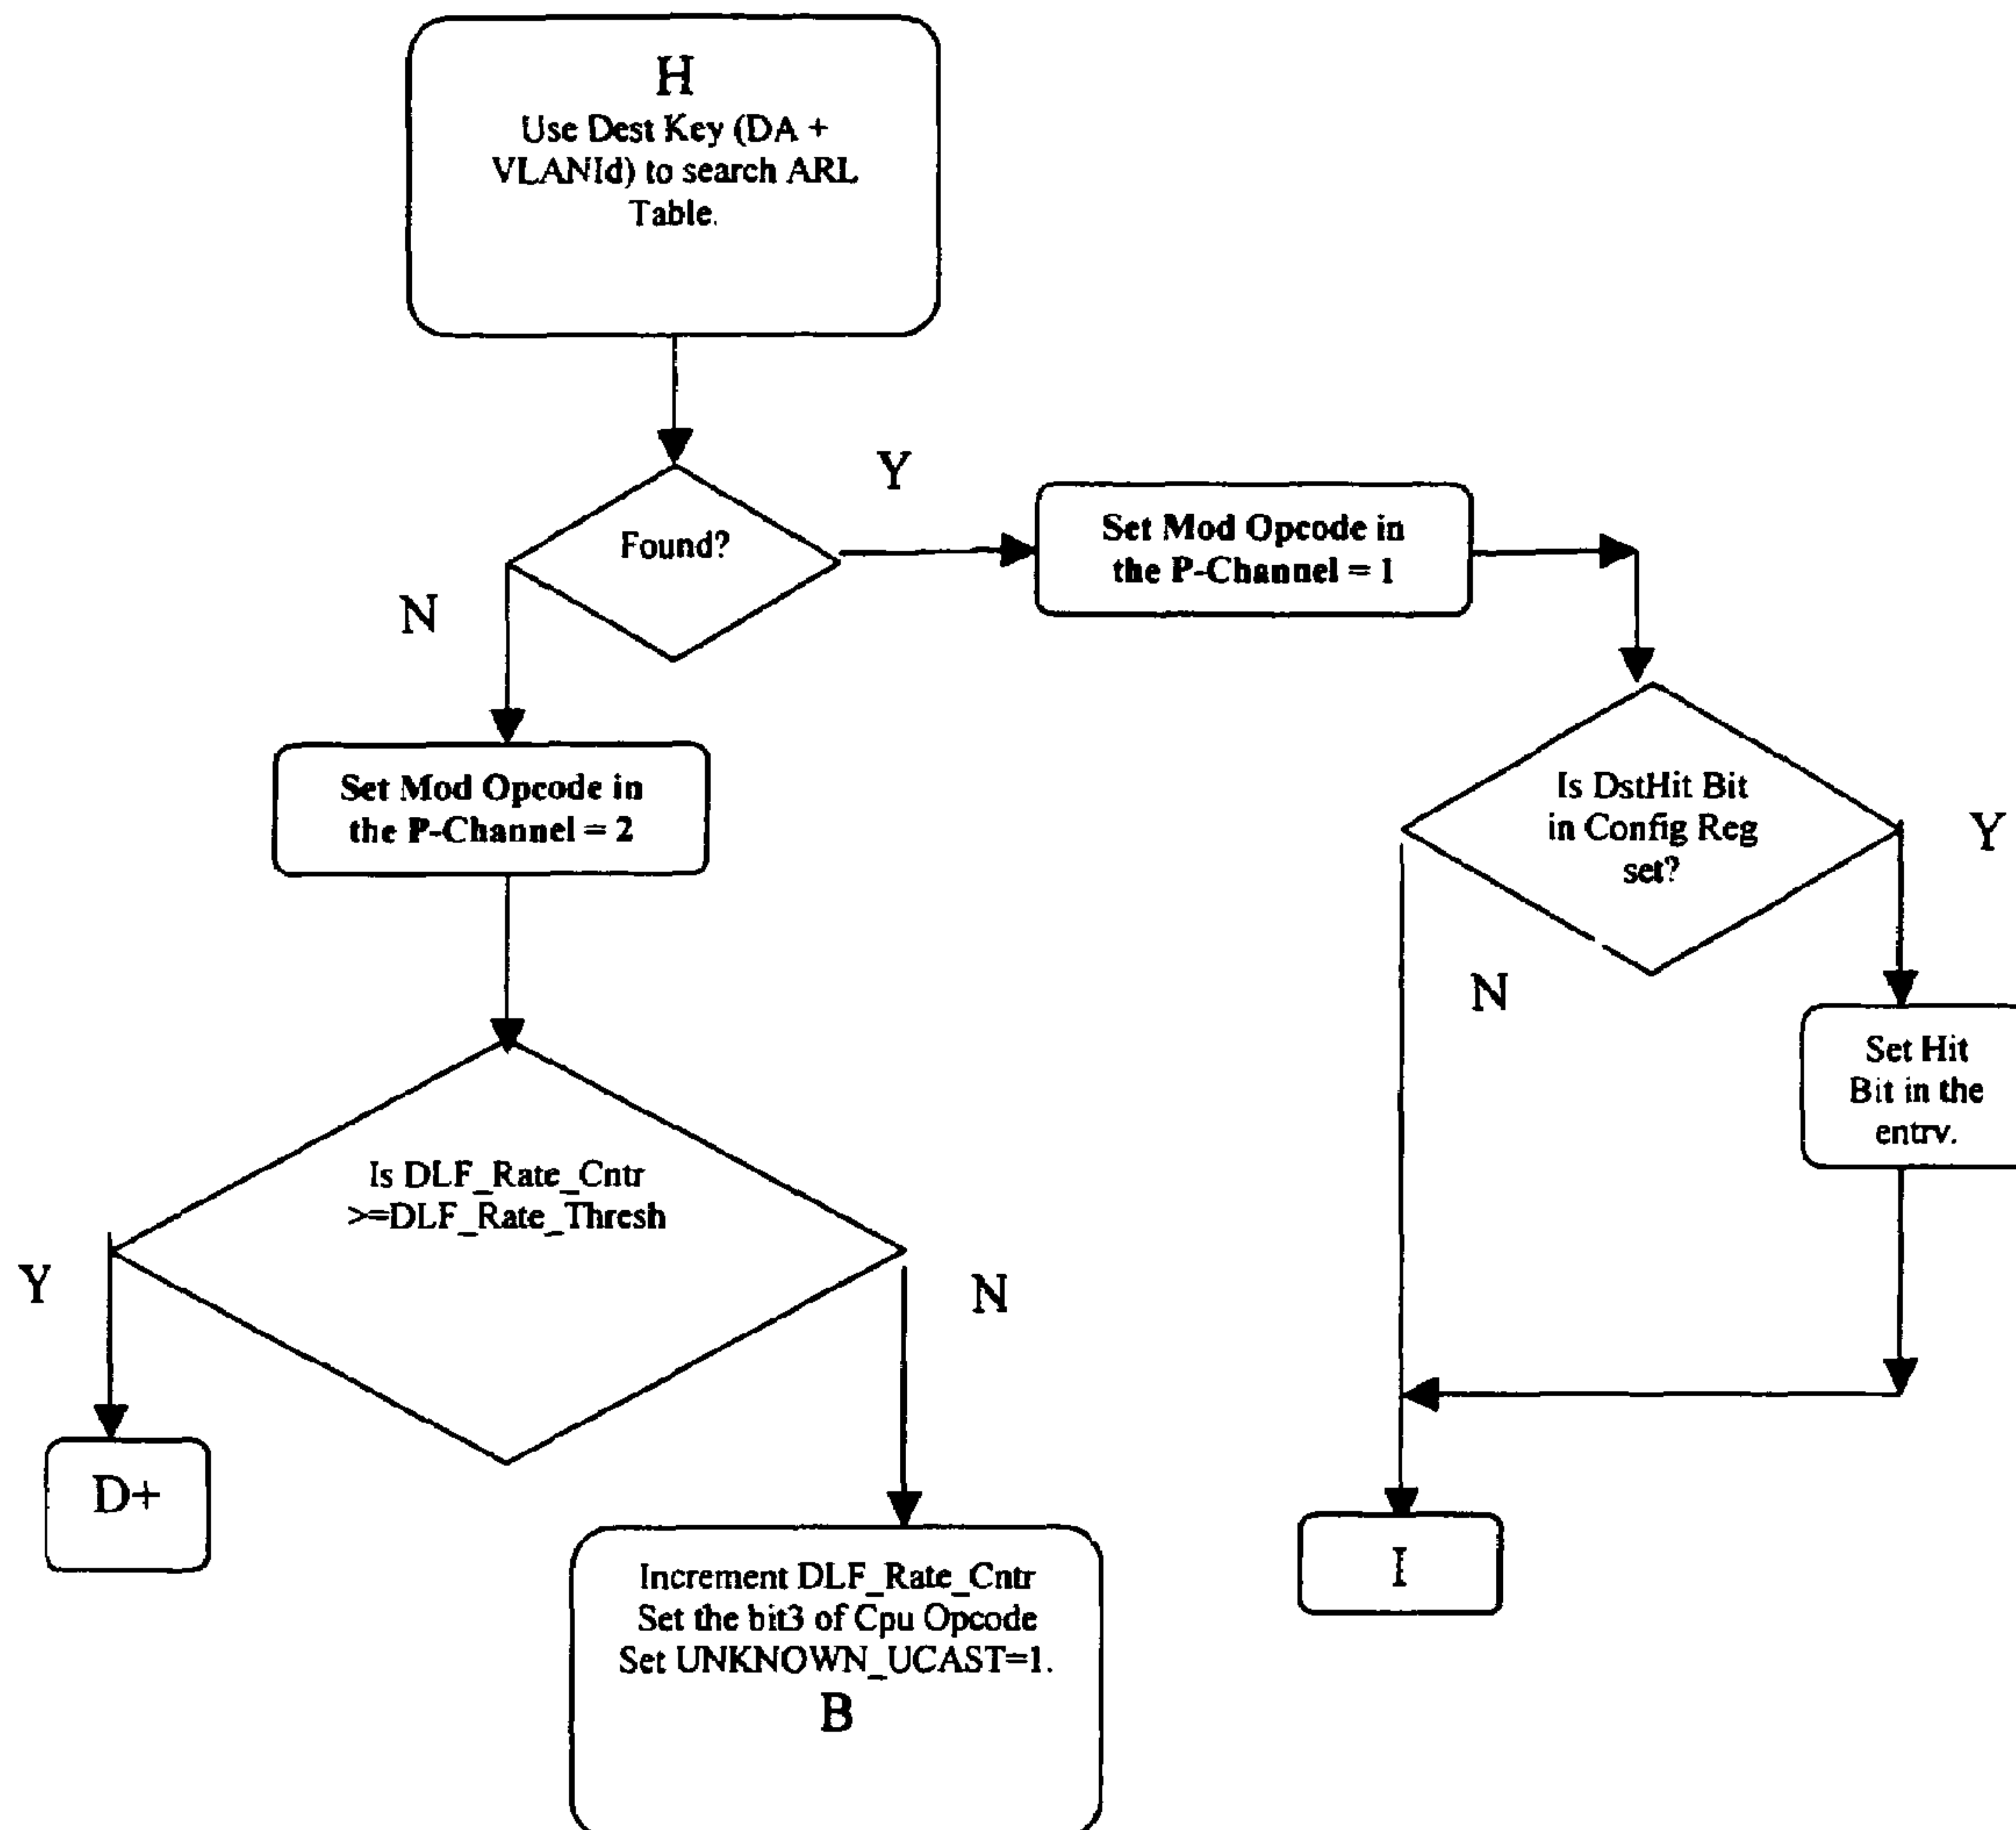 H
Use Dest Key (DA +
VLANId) to search ARL
Table.
Found?
Y
N
Set Mod Opcode in
the P-Channel = 1
Set Mod Opcode in
the P-Channel = 2
Is DstHit Bit
in Config Reg
set?
Y
N
Set Hit
Bit in the
entry.
Is DLF_Rate_Cntr
>=DLF_Rate_Thresh
Y
N
D+
Increment DLF_Rate_Cntr
Set the bit3 of Cpu Opcode
Set UNKNOWN_UCAST=1.
B
I